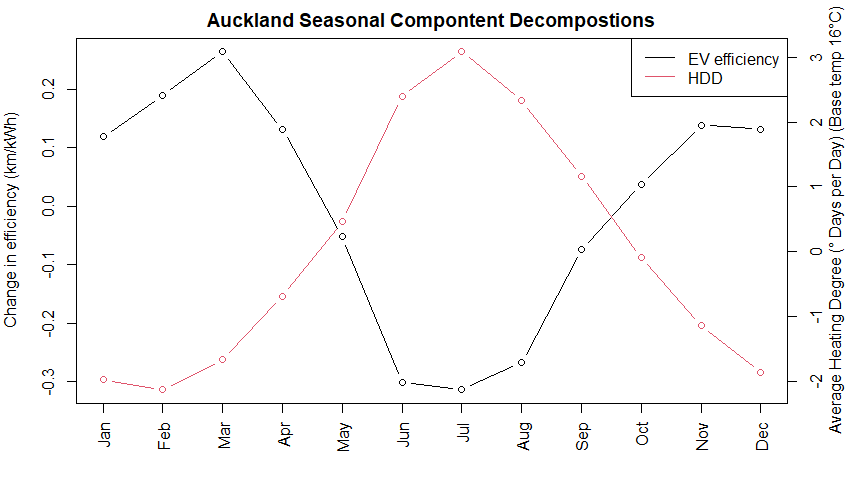 Auckland Seasonal Compontent Decompostions
EV efficiency
HDD
Change in efficiency (km/kWh)
0.2
0.1
0.0
-0.1
-0.2
-0.3
3
2
1
0
-1
-2
Average Heating Degree (° Days per Day) (Base temp 16°C)
Jan
Feb
Mar
Apr
May
Jun
Jul
Aug
Sep
Oct
Nov
Dec